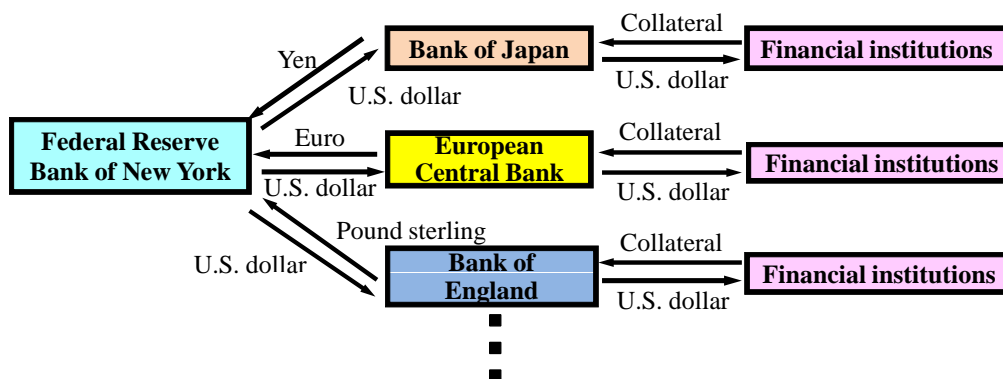 Collateral
Yen
Bank of Japan
Financial institutions
U.S. dollar
U.S. dollar
Federal Reserve
Bank of New York
Euro
U.S. dollar
European
Central Bank
Collateral
U.S. dollar
Financial institutions
Pound sterling
U.S. dollar
Bank of
England
Collateral
U.S. dollar
Financial institutions